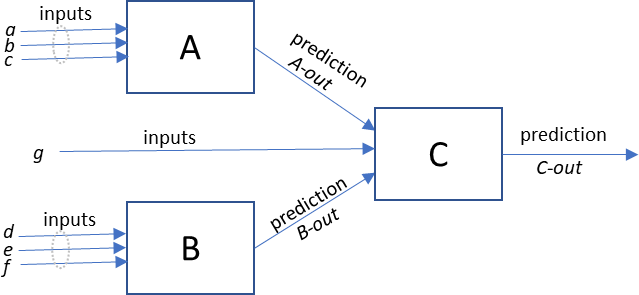 inputs
a
b
c
A
prediction
A-out
g
inputs
C
prediction
C-out
inputs
d
e
f
B
prediction
B-out